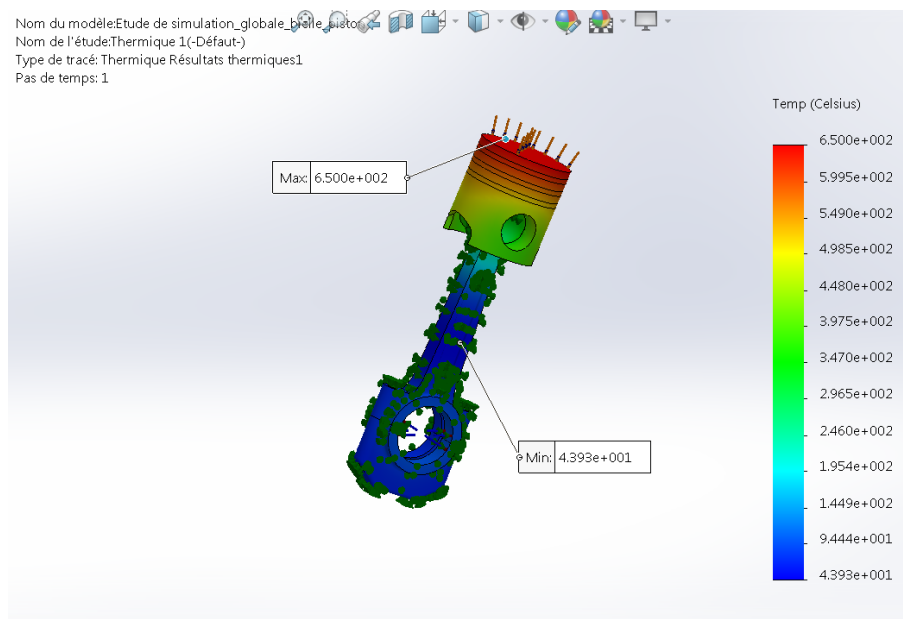 Nom du modèle:Etude de simulation_globale_bielle_piston
Nom de l'étude:Thermique 1(-Défaut-)
Type de tracé: Thermique Résultats thermiques1
Pas de temps: 1
Temp (Celsius)
6.500e+002
5.995e+002
5.490e+002
4.985e+002
4.480e+002
3.975e+002
3.470e+002
2.965e+002
2.460e+002
1.954e+002
1.449e+002
9.444e+001
4.393e+001
Max: 6.500e+002
Min: 4.393e+001